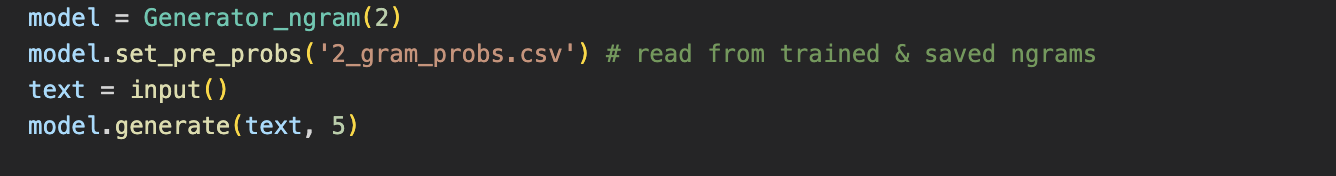 model = Generator_ngram(2)
model.set_pre_probs('2_gram_probs.csv') # read from trained & saved ngrams
text = input()
model.generate(text, 5)